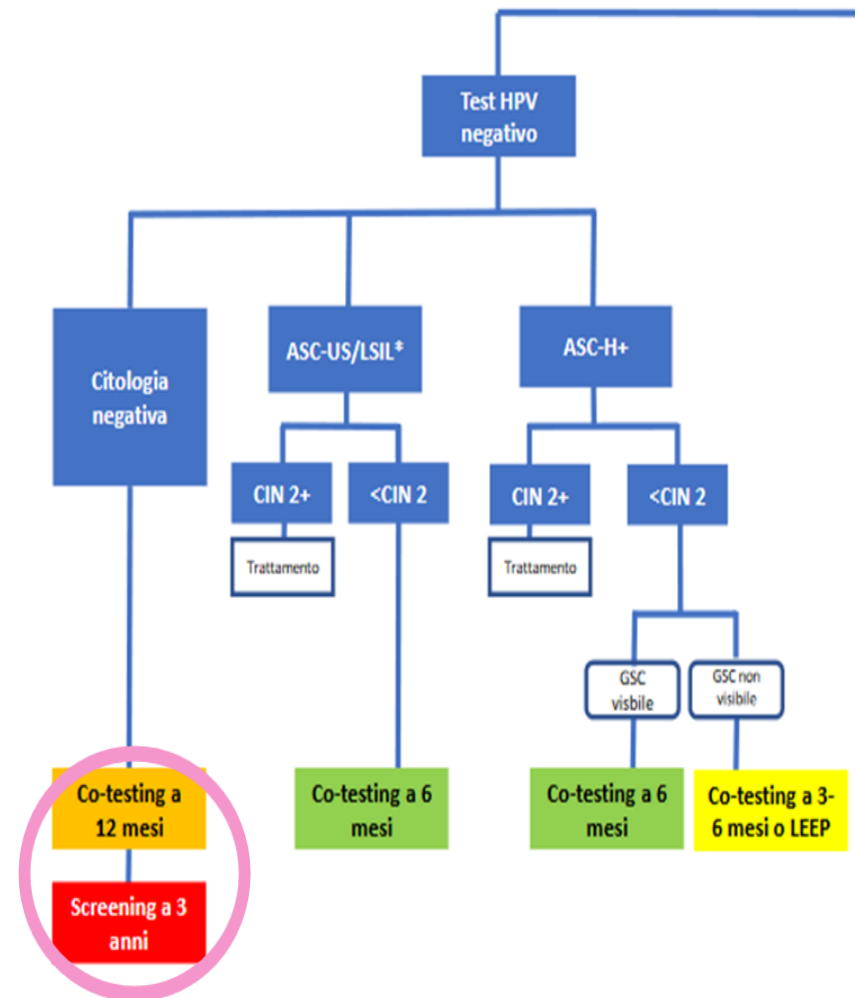 Test HPV
negativo
Citologia
negativa
ASC-US/LSIL*
ASC-H+
CIN 2+
<CIN 2
CIN 2+
<CIN 2
Trattamento
Trattamento
GSC
visbile
GSC non
visibile
Co-testing a
12 mesi
Co-testing a 6
mesi
Co-testing a 6
mesi
Co-testing a 3-
6 mesi o LEEP
Screening a 3
anni